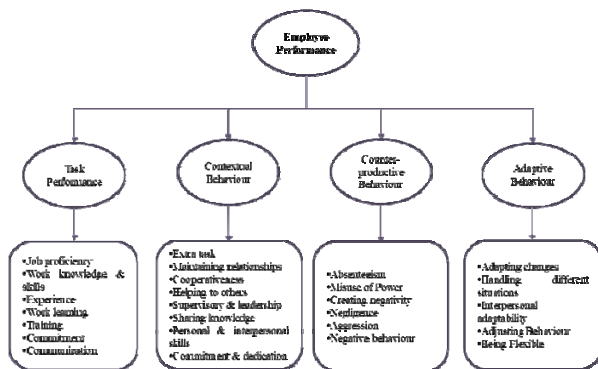 Employee
Performance
Task
Performance
Contextual
Behaviour
Counter-
productive
Behaviour
Adaptive
Behaviour
•Job proficiency
•Work knowledge &
skills
•Experience
•Work learning
•Training
•Commitment
•Communication
•Extra task
•Maintaining relationships
•Cooperativeness
•Helping to others
•Supervisory & leadership
•Sharing knowledge
•Personal & interpersonal
skills
•Commitment & dedication
•Absenteeism
•Misuse of Power
•Creating negativity
•Negligence
•Aggression
•Negative behaviour
•Adapting changes
•Handling different
situations
•Interpersonal
adaptability
•Adjusting Behaviour
•Being Flexible